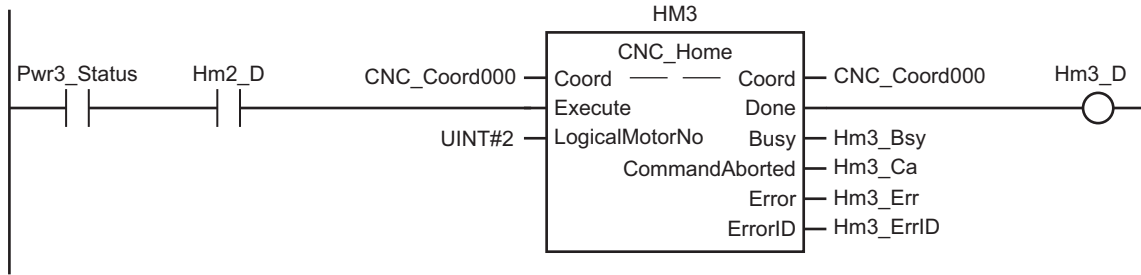 HM3
CNC_Home
Pwr3_Status Hm2_D CNC_Coord000 Coord Coord CNC_Coord000 Hm3_D
Execute Done
UINT#2 LogicalMotorNo Busy Hm3_Bsy
CommandAborted Hm3_Ca
Error Hm3_Err
ErrorID Hm3_ErrID